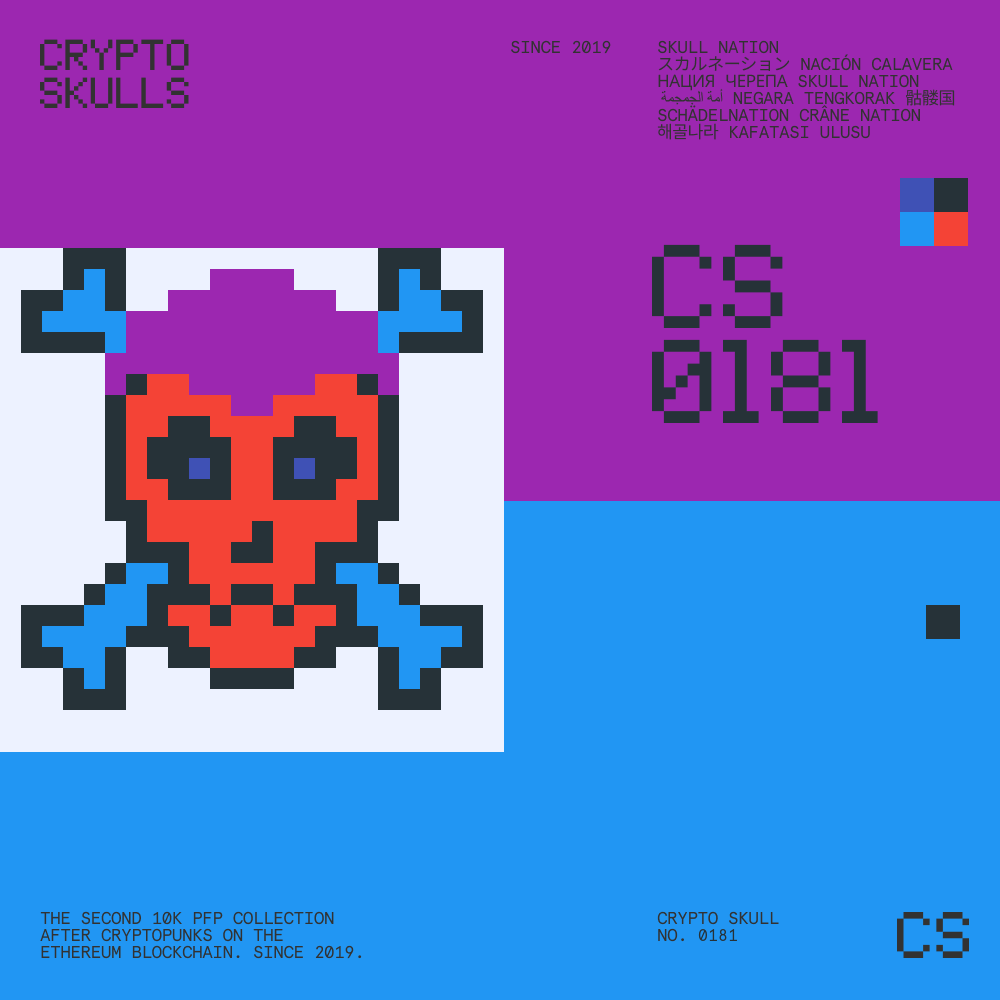 CRYPTO
SKULLS
SINCE 2019
SKULL NATION
スカルネーション NACIÓN CALAVERA
НАЦИЯ ЧЕРЕПА SKULL NATION
أمة الجمجمة NEGARA TENGKORAK 骷髅国
SCHÄDELNATION CRÂNE NATION
해골나라 KAFATASI ULUSU
CS
0181
THE SECOND 10K PFP COLLECTION
AFTER CRYPTOPUNKS ON THE
ETHEREUM BLOCKCHAIN. SINCE 2019.
CRYPTO SKULL
NO. 0181
CS